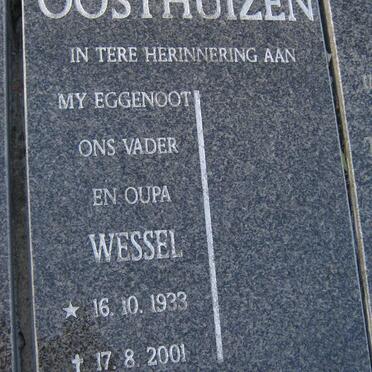 OOSTHUIZEN
IN TERE HERINNERING AAN
MY EGGENOOT
ONS VADER
EN OUPA
WESSEL
★ 16. 10. 1933
✝ 17. 8. 2001